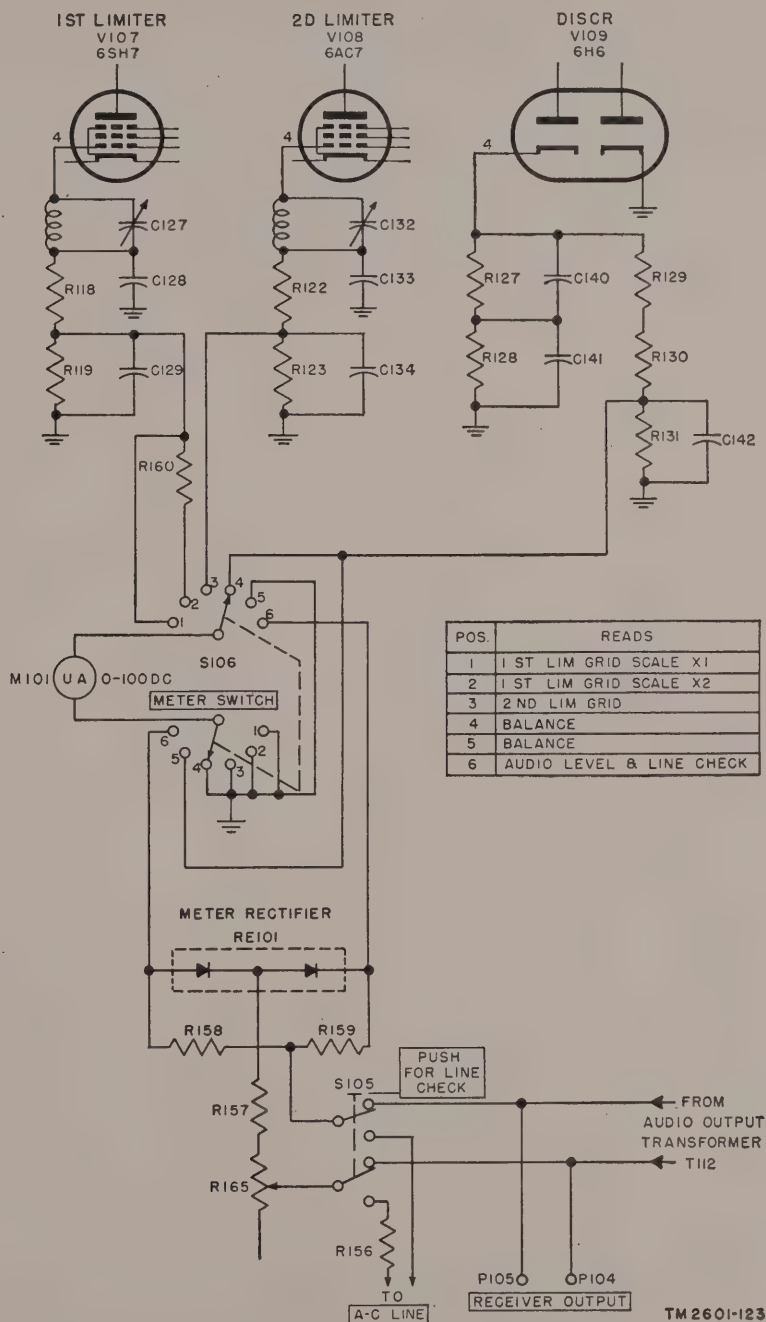 1ST LIMITER
V107
6SH7
2D LIMITER
V108
6AC7
DISCR
V109
6H6
4
4
4
C127
C132
R118
C128
R122
C133
R127
C140
R129
R119
C129
R123
C134
R128
C141
R130
R131
C142
R160
1
2
3
4
5
6
S106
M101
UA
0-100DC
METER SWITCH
6
5
4
3
2
1
POS. READS
1 1 ST LIM GRID SCALE X1
2 1 ST LIM GRID SCALE X2
3 2 ND LIM GRID
4 BALANCE
5 BALANCE
6 AUDIO LEVEL & LINE CHECK
METER RECTIFIER
RE101
R158
R159
PUSH
FOR LINE
CHECK
S105
R157
FROM
AUDIO OUTPUT
TRANSFORMER
T112
R165
R156
P105
P104
TO
A-C LINE
RECEIVER OUTPUT
TM2601-123